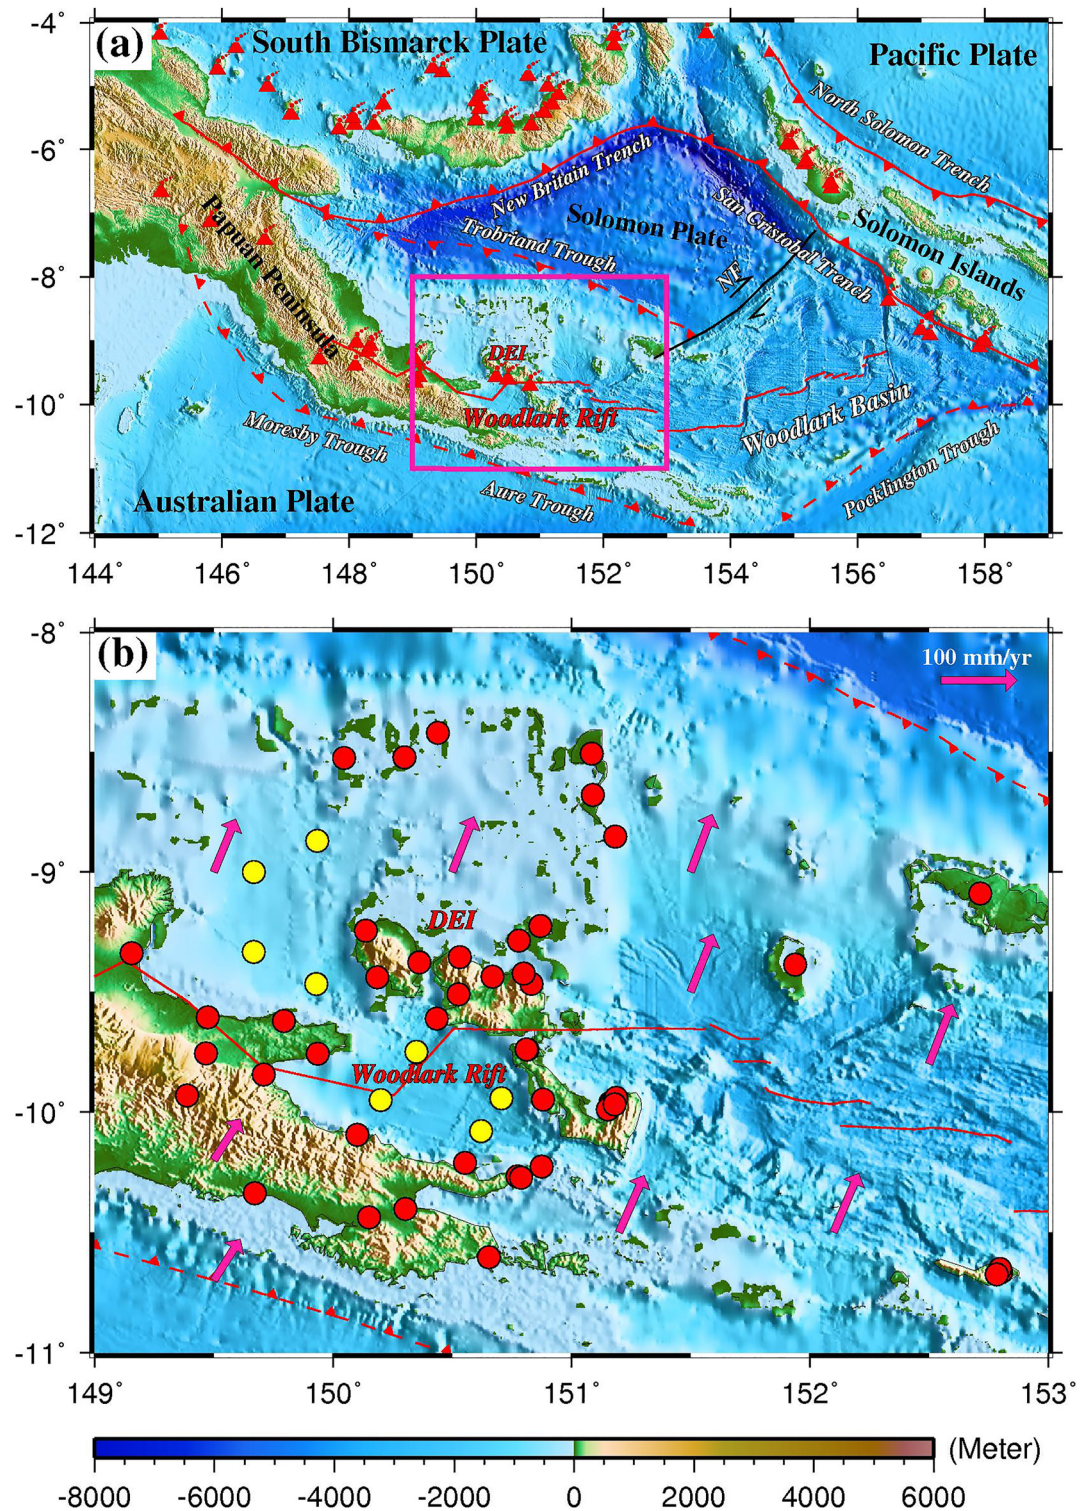 (a)
South Bismarck Plate
Pacific Plate
North Solomon Trench
New Britain Trench
San Cristobal Trench
Solomon Plate
Solomon Islands
Trobriand Trough
Papuan Peninsula
NF
DEI
Woodlark Rift
Woodlark Basin
Moresby Trough
Aure Trough
Pocklington Trough
Australian Plate
-4˚
-6˚
-8˚
-10˚
-12˚
144˚ 146˚ 148˚ 150˚ 152˚ 154˚ 156˚ 158˚
(b)
100 mm/yr
DEI
Woodlark Rift
-8˚
-9˚
-10˚
-11˚
149˚ 150˚ 151˚ 152˚ 153˚
(Meter)
-8000 -6000 -4000 -2000 0 2000 4000 6000